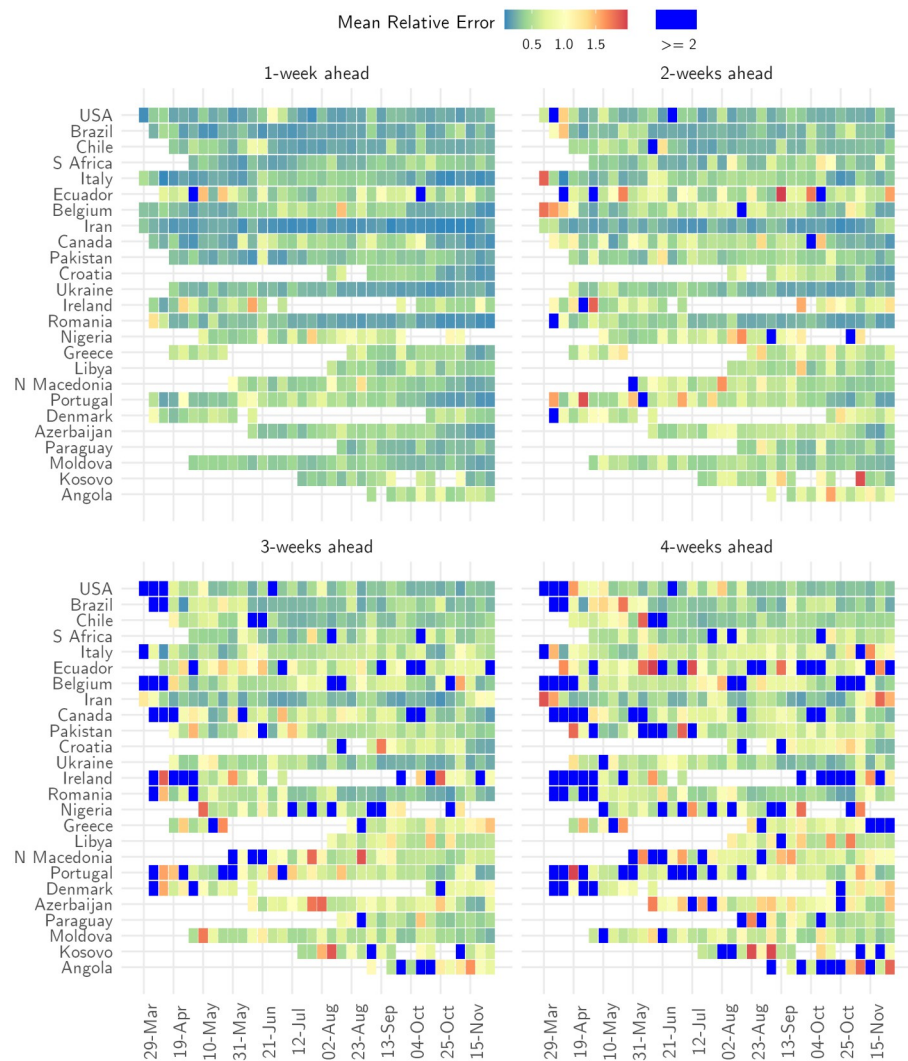 Mean Relative Error
0.5 1.0 1.5 >= 2
1-week ahead 2-weeks ahead
USA
Brazil
Chile
S Africa
Italy
Ecuador
Belgium
Iran
Canada
Pakistan
Croatia
Ukraine
Ireland
Romania
Nigeria
Greece
Libya
N Macedonia
Portugal
Denmark
Azerbaijan
Paraguay
Moldova
Kosovo
Angola
3-weeks ahead 4-weeks ahead
USA
Brazil
Chile
S Africa
Italy
Ecuador
Belgium
Iran
Canada
Pakistan
Croatia
Ukraine
Ireland
Romania
Nigeria
Greece
Libya
N Macedonia
Portugal
Denmark
Azerbaijan
Paraguay
Moldova
Kosovo
Angola
29-Mar 19-Apr 10-May 31-May 21-Jun 12-Jul 02-Aug 23-Aug 13-Sep 04-Oct 25-Oct 15-Nov 29-Mar 19-Apr 10-May 31-May 21-Jun 12-Jul 02-Aug 23-Aug 13-Sep 04-Oct 25-Oct 15-Nov